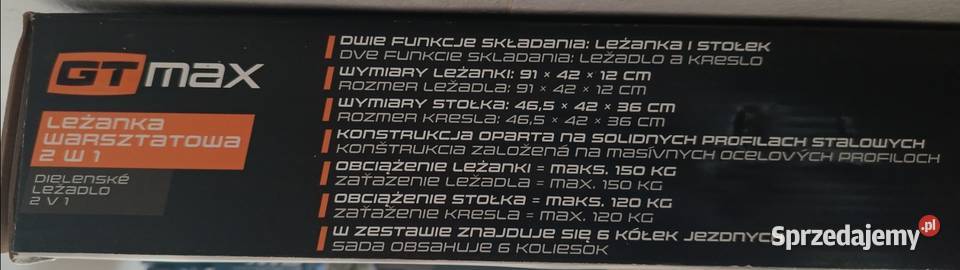 GTmax
LEŻANKA
WARSZTATOWA
2 W 1
DIELENSKÉ
LEŽADLO
2 V 1
DWIE FUNKCJE SKŁADANIA: LEŻANKA I STOŁEK
DVE FUNKCIE SKLADANIA: LEŽADLO A KRESLO
WYMIARY LEŻANKI: 91 × 42 × 12 CM
ROZMER LEŽADLA: 91 × 42 × 12 CM
WYMIARY STOŁKA: 46,5 × 42 × 36 CM
ROZMER KRESLA: 46,5 × 42 × 36 CM
KONSTRUKCJA OPARTA NA SOLIDNYCH PROFILACH STALOWYCH
KONŠTRUKCIA ZALOŽENÁ NA MASÍVNYCH OCELOVÝCH PROFILOCH
OBCIĄŻENIE LEŻANKI = MAKS. 150 KG
ZAŤAŽENIE LEŽADLA = MAX. 150 KG
OBCIĄŻENIE STOŁKA = MAKS. 120 KG
ZAŤAŽENIE KRESLA = MAX. 120 KG
W ZESTAWIE ZNAJDUJE SIĘ 6 KÓŁEK JEZDNYCH
SADA OBSAHUJE 6 KOLIESOK
Sprzedajemy.pl